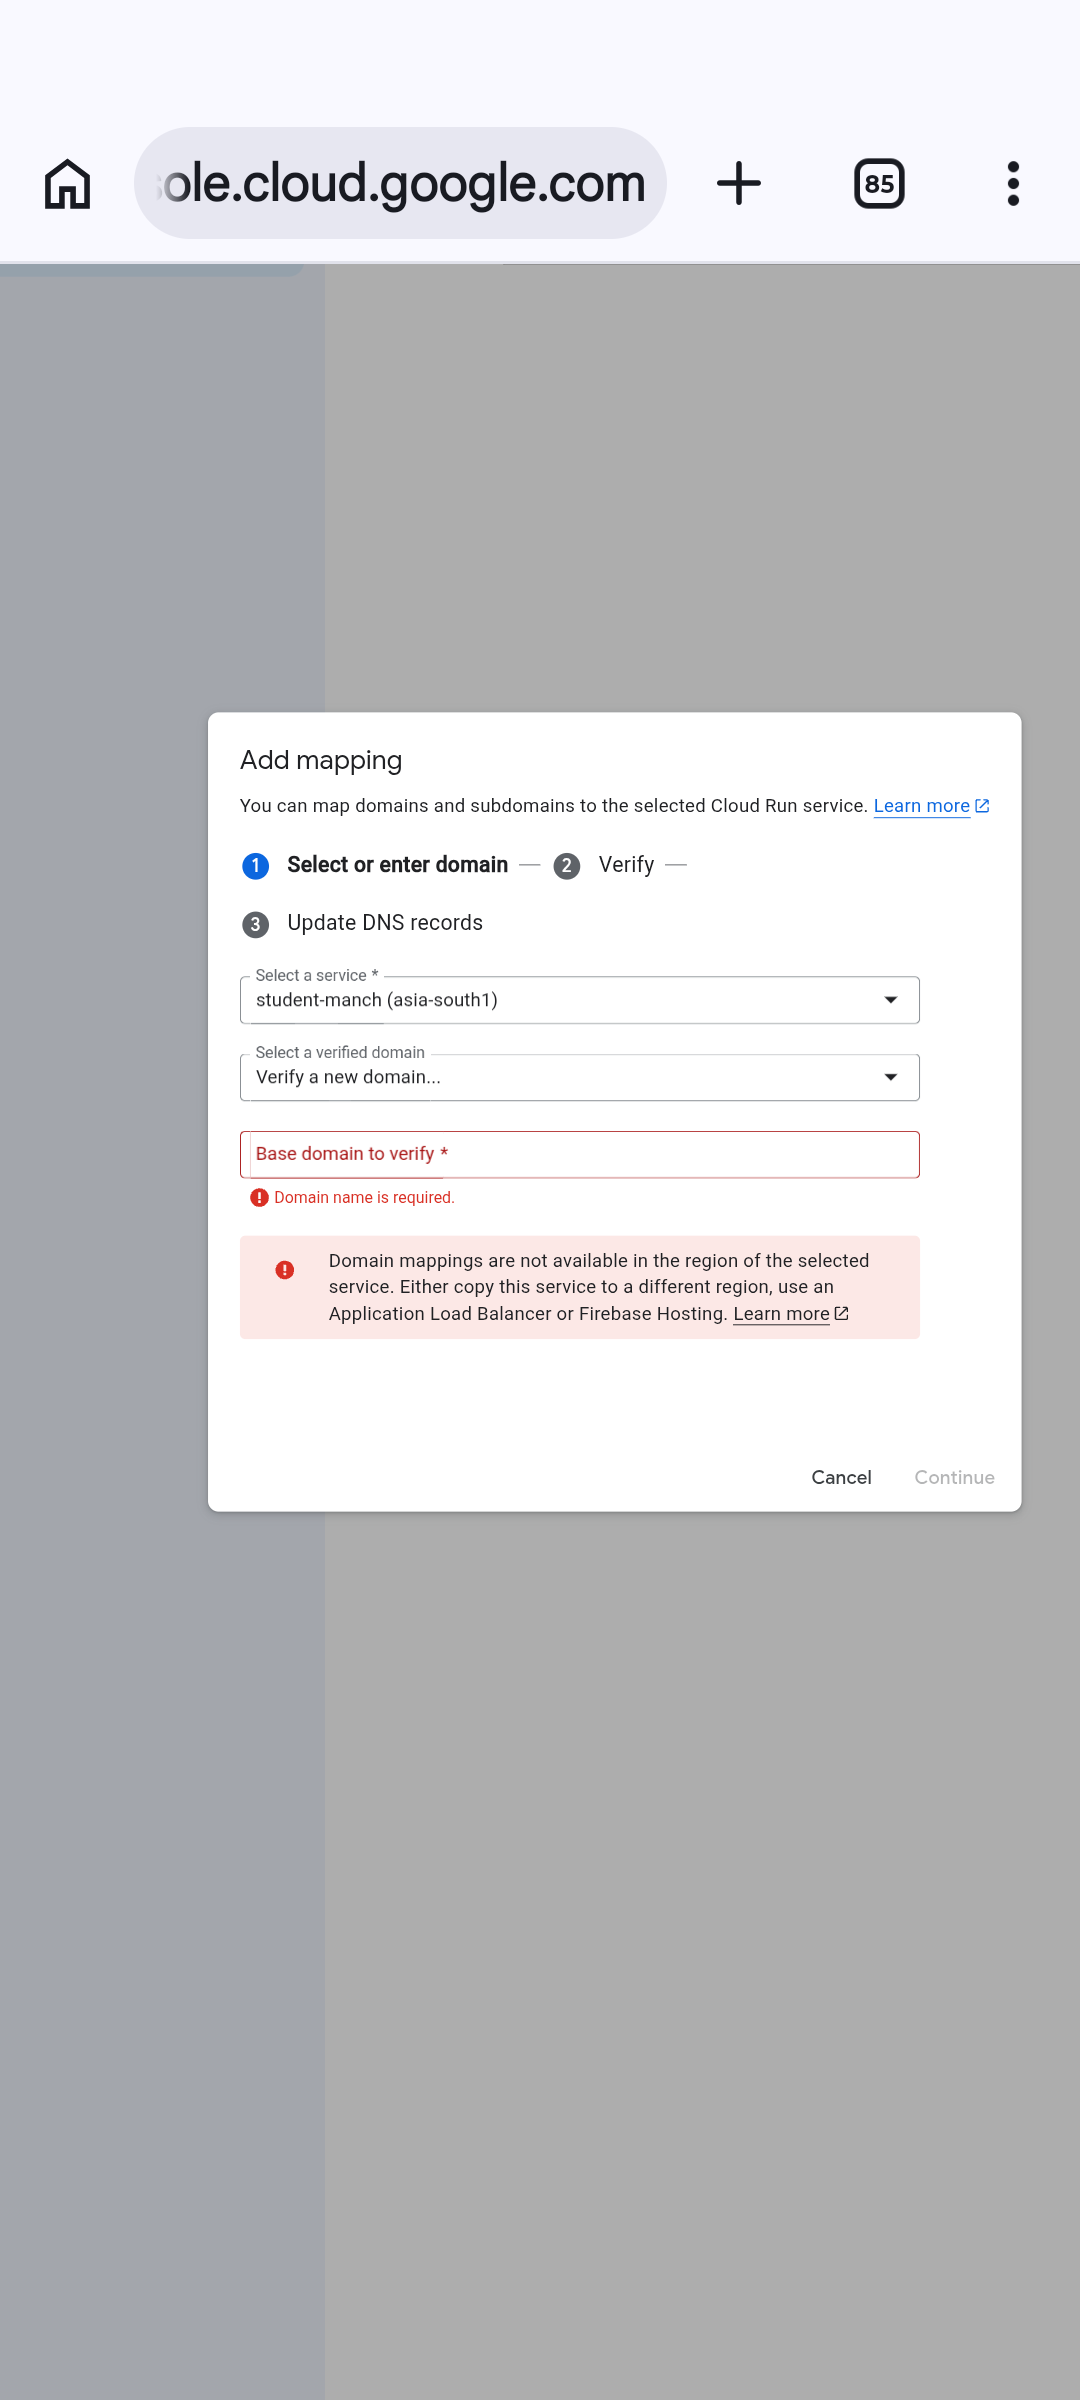 ole.cloud.google.com
85
Add mapping
You can map domains and subdomains to the selected Cloud Run service. Learn more
1 Select or enter domain — 2 Verify —
3 Update DNS records
Select a service *
student-manch (asia-south1)
Select a verified domain
Verify a new domain...
Base domain to verify *
Domain name is required.
Domain mappings are not available in the region of the selected
service. Either copy this service to a different region, use an
Application Load Balancer or Firebase Hosting. Learn more
Cancel Continue